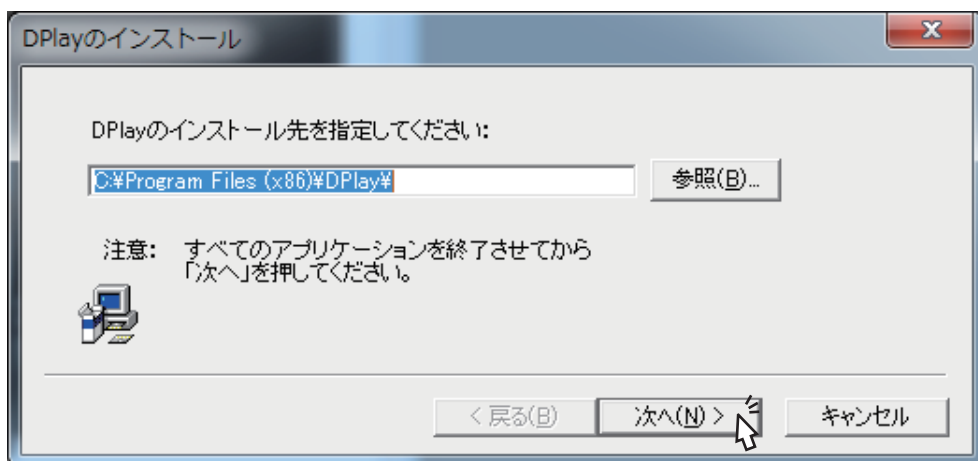 DPlayのインストール
DPlayのインストール先を指定してください:
C:¥Program Files (x86)¥DPlay¥
参照(B)...
注意: すべてのアプリケーションを終了させてから
「次へ」を押してください。
< 戻る(B)
次へ(N) >
キャンセル